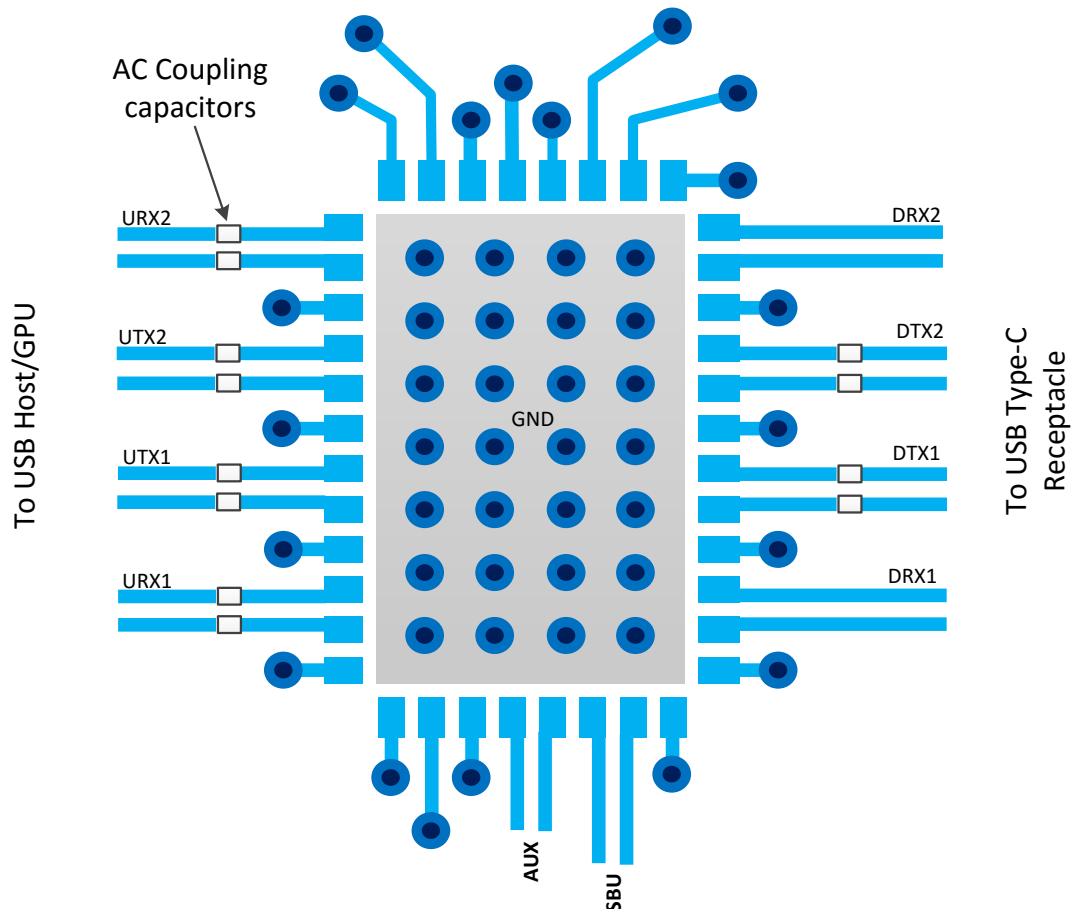 AC Coupling
capacitors
URX2
DRX2
UTX2
DTX2
GND
UTX1
DTX1
URX1
DRX1
To USB Host/GPU
To USB Type-C
Receptacle
AUX
SBU